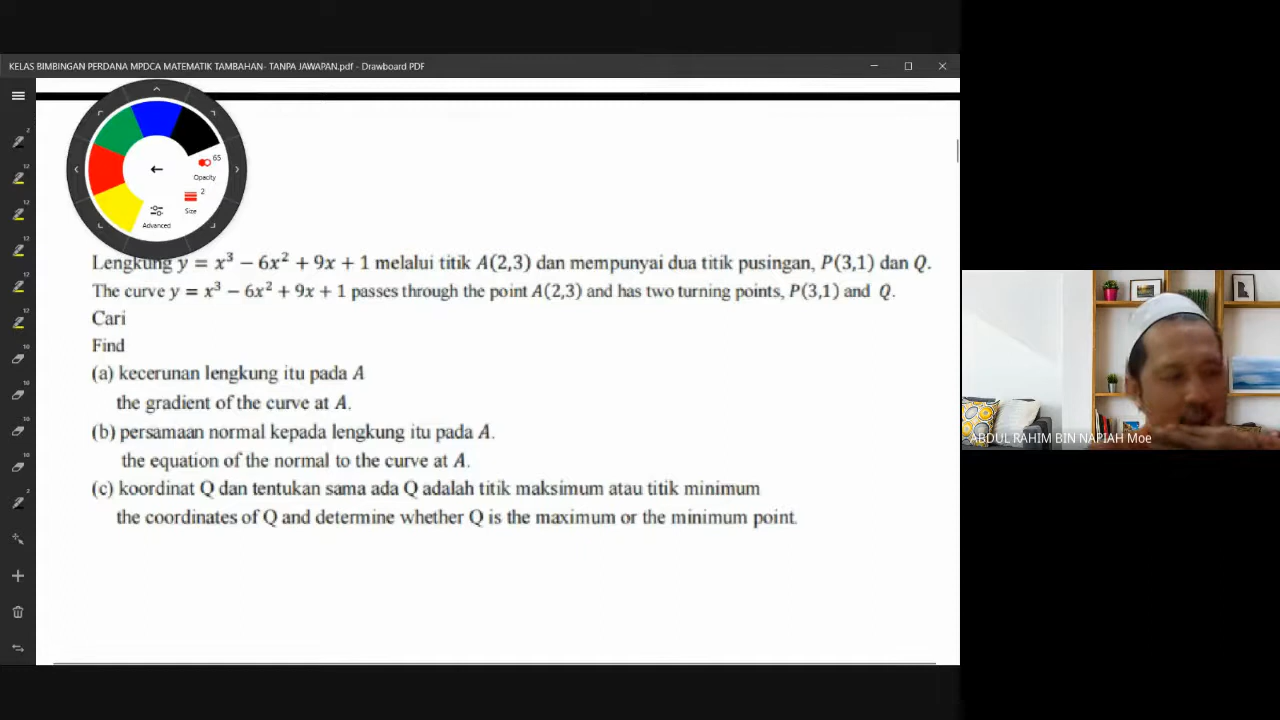 KELAS BIMBINGAN PERDANA MPDCA MATEMATIK TAMBAHAN- TANPA JAWAPAN.pdf - Drawboard PDF
65
Opacity
2
Size
Advanced
Lengkung y = x³ − 6x² + 9x + 1 melalui titik A(2,3) dan mempunyai dua titik pusingan, P(3,1) dan Q.
The curve y = x³ − 6x² + 9x + 1 passes through the point A(2,3) and has two turning points, P(3,1) and Q.
Cari
Find
(a) kecerunan lengkung itu pada A
the gradient of the curve at A.
(b) persamaan normal kepada lengkung itu pada A.
the equation of the normal to the curve at A.
(c) koordinat Q dan tentukan sama ada Q adalah titik maksimum atau titik minimum
the coordinates of Q and determine whether Q is the maximum or the minimum point.
ABDUL RAHIM BIN NAPIAH Moe